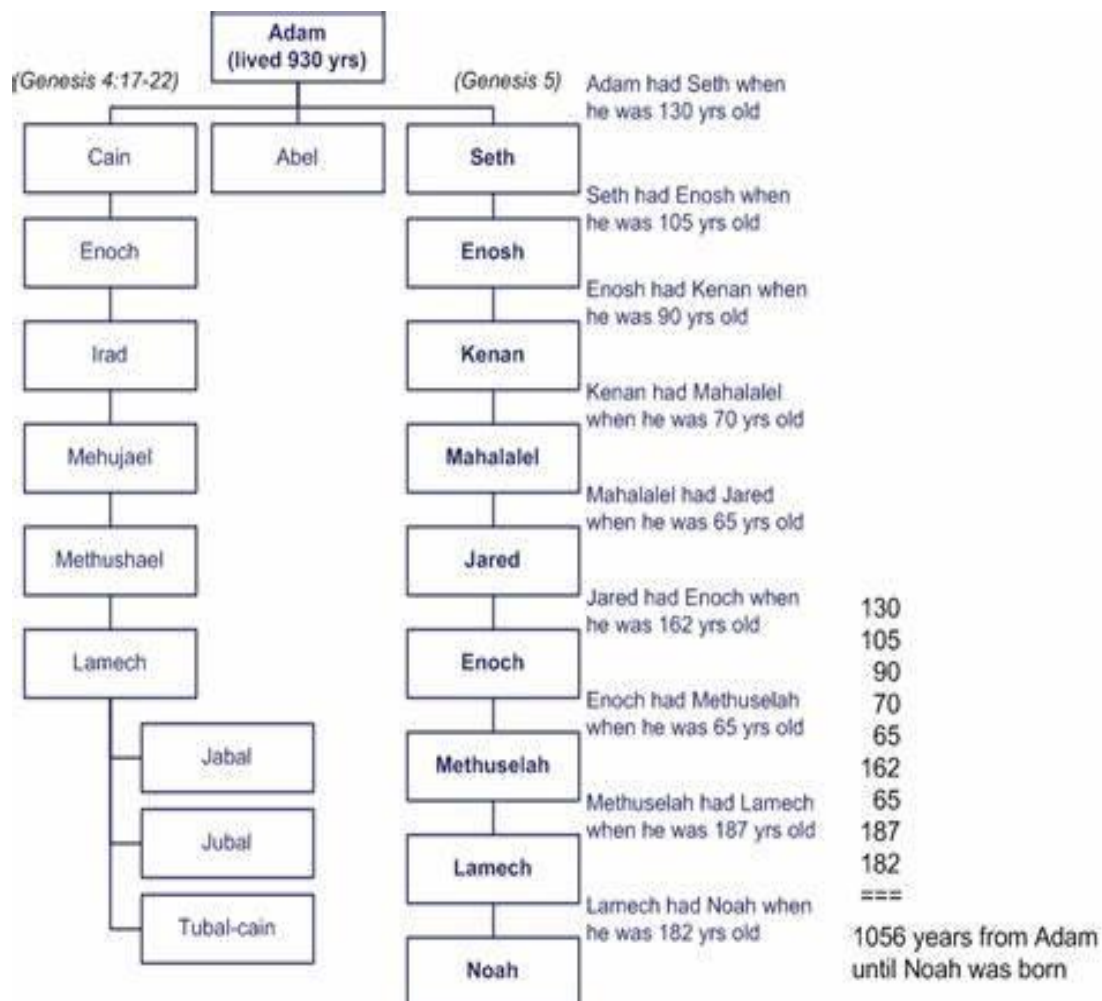 Adam
(lived 930 yrs)
(Genesis 4:17-22)
(Genesis 5)
Adam had Seth when
he was 130 yrs old
Cain
Abel
Seth
Seth had Enosh when
he was 105 yrs old
Enoch
Enosh
Enosh had Kenan when
he was 90 yrs old
Irad
Kenan
Kenan had Mahalalel
when he was 70 yrs old
Mehujael
Mahalalel
Mahalalel had Jared
when he was 65 yrs old
Methushael
Jared
Jared had Enoch when
he was 162 yrs old
Lamech
Enoch
Enoch had Methuselah
when he was 65 yrs old
Jabal
Methuselah
Methuselah had Lamech
when he was 187 yrs old
Jubal
Lamech
Lamech had Noah when
he was 182 yrs old
Tubal-cain
Noah
130
105
90
70
65
162
65
187
182
===
1056 years from Adam
until Noah was born